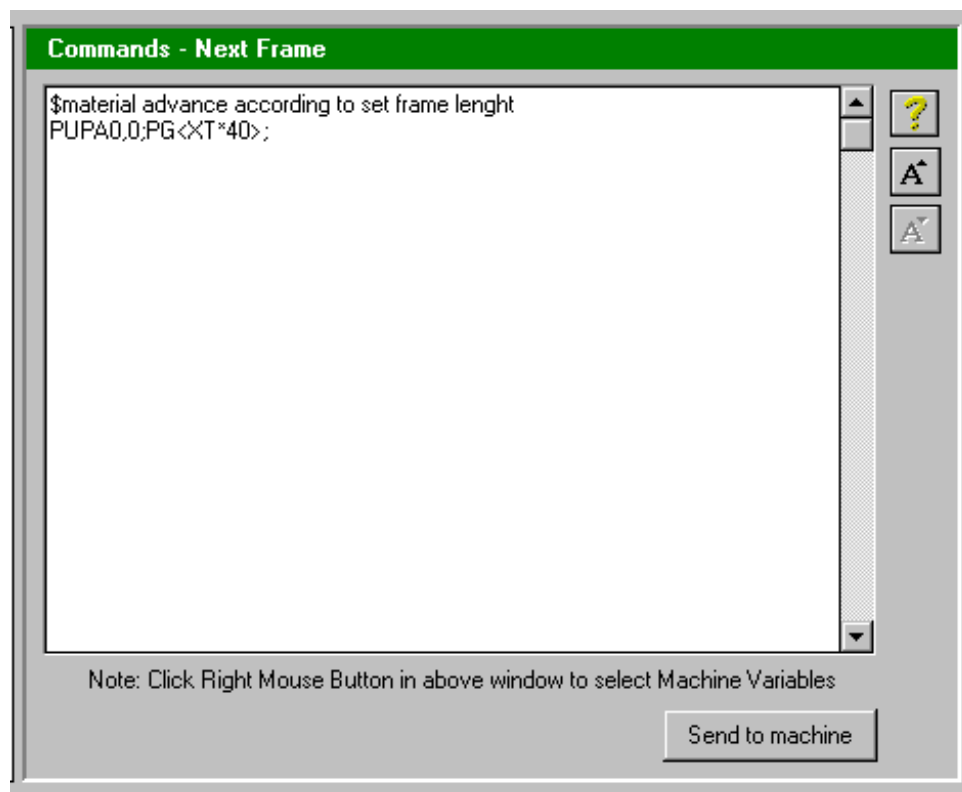 Commands - Next Frame
$material advance according to set frame lenght
PUPA0,0;PG<XT*40>;
?
A
A
Note: Click Right Mouse Button in above window to select Machine Variables
Send to machine